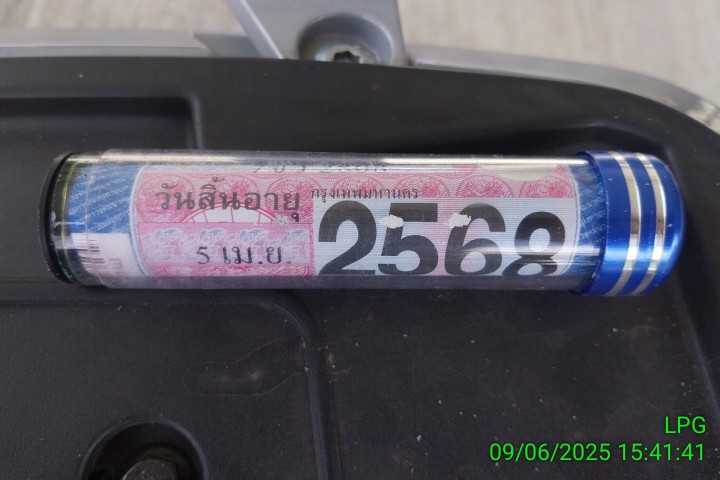 วันสิ้นอายุ
5 เม.ย.
กรุงเทพมหานคร
2568
LPG
09/06/2025 15:41:41